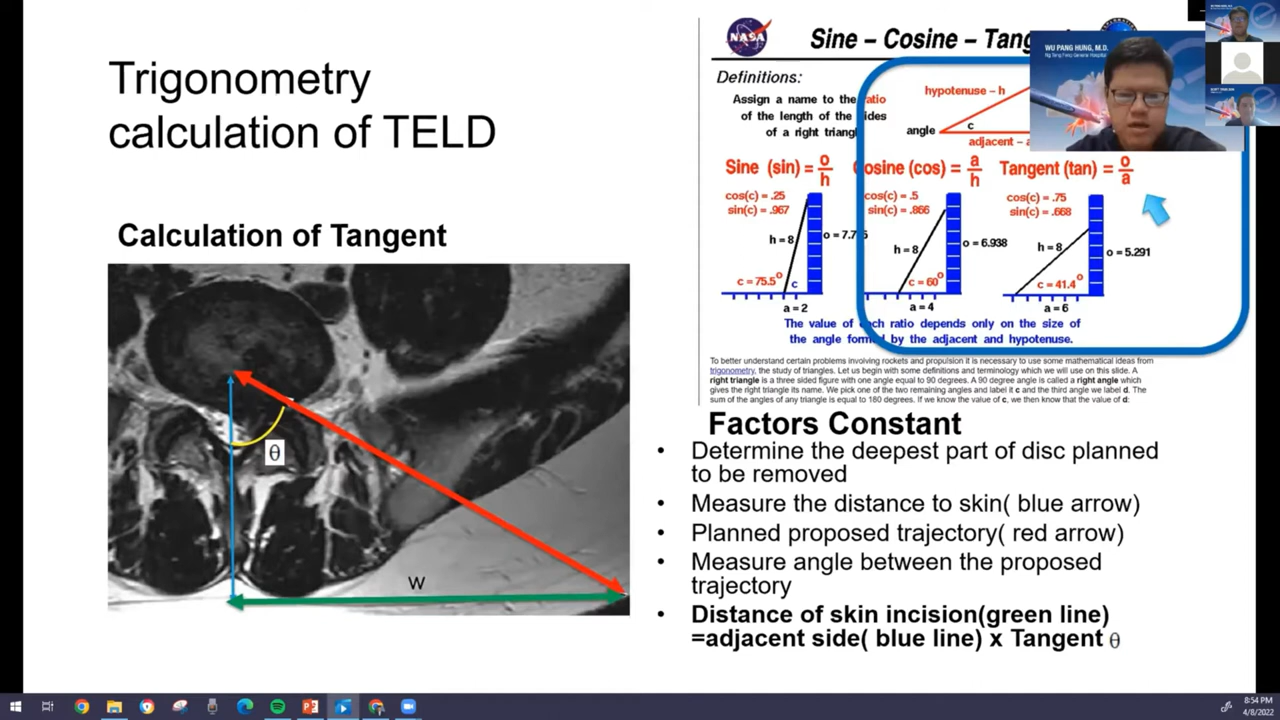 Trigonometry
calculation of TELD
Calculation of Tangent
θ
W
NASA
Sine – Cosine – Tang
Definitions:
Assign a name to the ratio
of the length of the sides
of a right triangl
hypotenuse – h
angle
c
adjacent – a
Sine (sin) = o/h
Cosine (cos) = a/h
Tangent (tan) = o/a
cos(c) = .25
sin(c) = .967
h = 8
o = 7.7
c = 75.5°
c
a = 2
cos(c) = .5
sin(c) = .866
h = 8
o = 6.938
c = 60°
a = 4
cos(c) = .75
sin(c) = .668
h = 8
o = 5.291
c = 41.4°
a = 6
The value of each ratio depends only on the size of
the angle formed by the adjacent and hypotenuse.
To better understand certain problems involving rockets and propulsion it is necessary to use some mathematical ideas from
trigonometry, the study of triangles. Let us begin with some definitions and terminology which we will use on this slide. A
right triangle is a three sided figure with one angle equal to 90 degrees. A 90 degree angle is called a right angle which
gives the right triangle its name. We pick one of the two remaining angles and label it c and the third angle we label d. The
sum of the angles of any triangle is equal to 180 degrees. If we know the value of c, we then know that the value of d:
WU PANG HUNG, M.D.
Ng Teng Fong General Hospital
Factors Constant
• Determine the deepest part of disc planned
to be removed
• Measure the distance to skin( blue arrow)
• Planned proposed trajectory( red arrow)
• Measure angle between the proposed
trajectory
• Distance of skin incision(green line)
=adjacent side( blue line) x Tangent θ
8:54 PM
4/8/2022